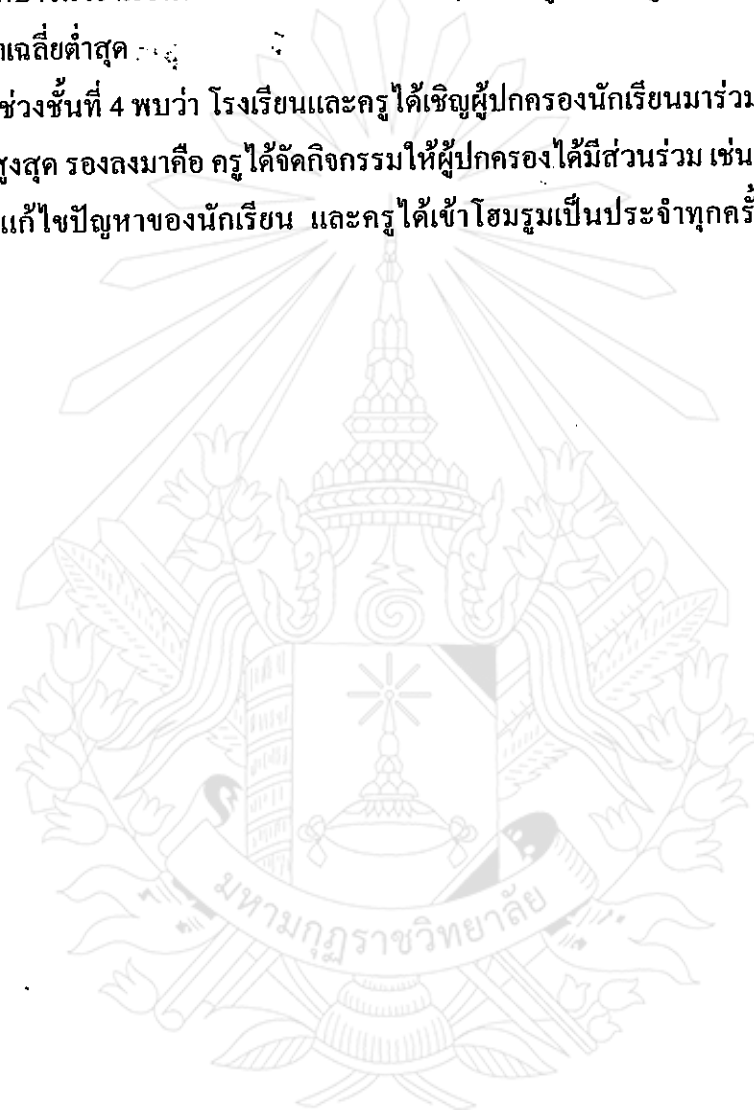 เฉลี่ยต่ำสุด
ช่วงชั้นที่ 4 พบว่า โรงเรียนและครูได้เชิญผู้ปกครองนักเรียนมาร่วม
สูงสุด รองลงมาคือ ครูได้จัดกิจกรรมให้ผู้ปกครองได้มีส่วนร่วม เช่น
แก้ไขปัญหาของนักเรียน และครูได้เข้าโฮมรูมเป็นประจำทุกครั้
มหามกุฏราชวิทยาลัย